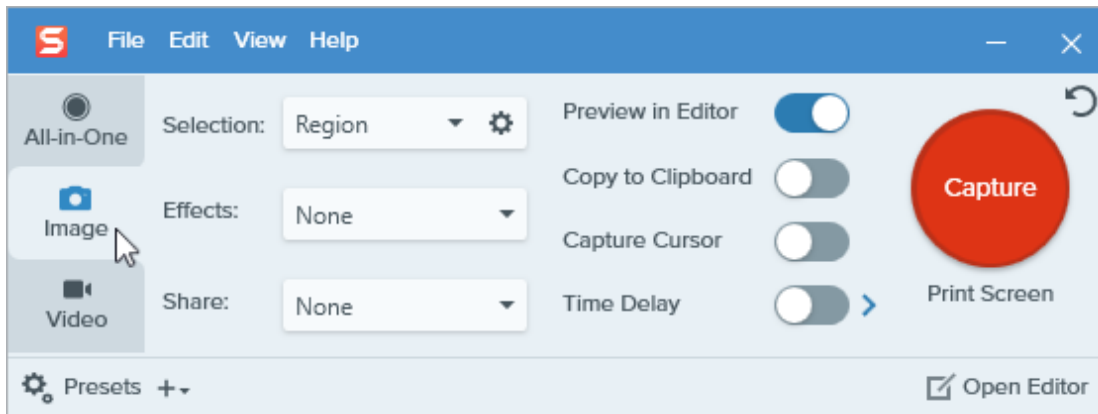 File Edit View Help
All-in-One
Image
Video
Selection: Region
Effects: None
Share: None
Preview in Editor
Copy to Clipboard
Capture Cursor
Time Delay
Capture
Print Screen
Presets
Open Editor